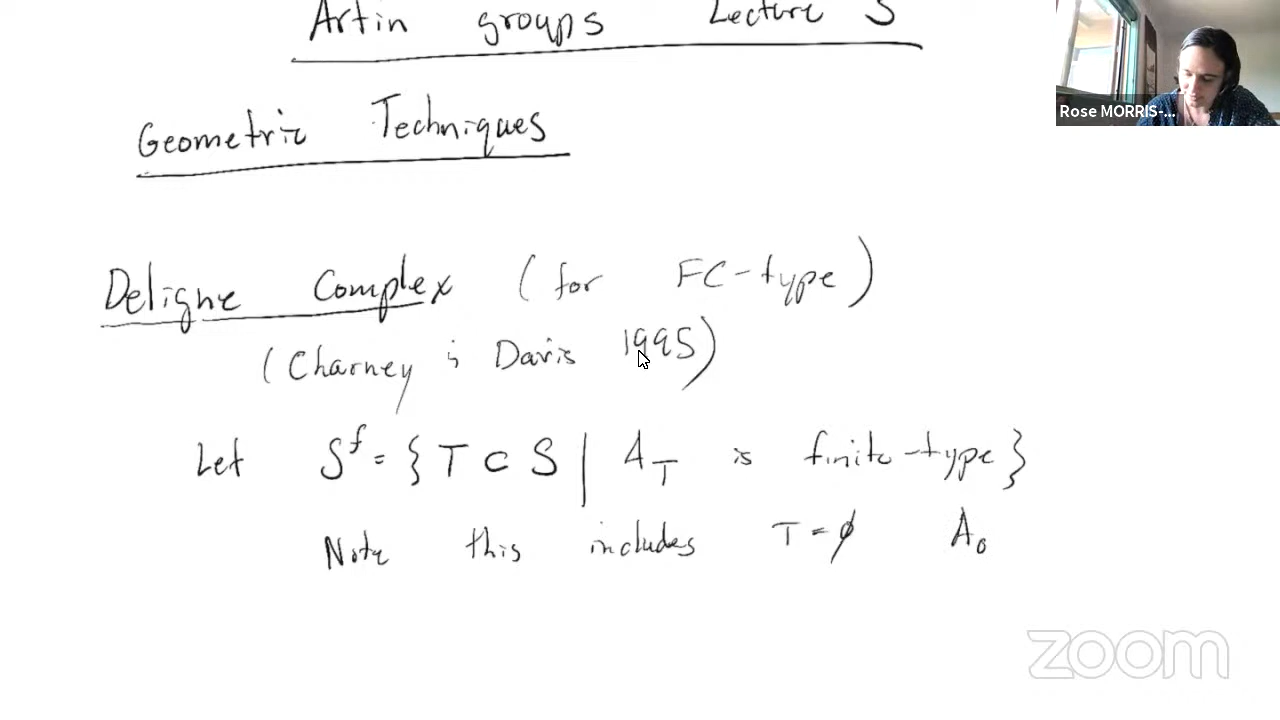 Artin groups Lecture 3
Rose MORRIS-...
Geometric Techniques
Deligne Complex (for FC-type)
(Charney & Davis 1995)
Let S^f = { T ⊂ S | A_T is finite-type }
Note this includes T = ∅ A_∅
zoom